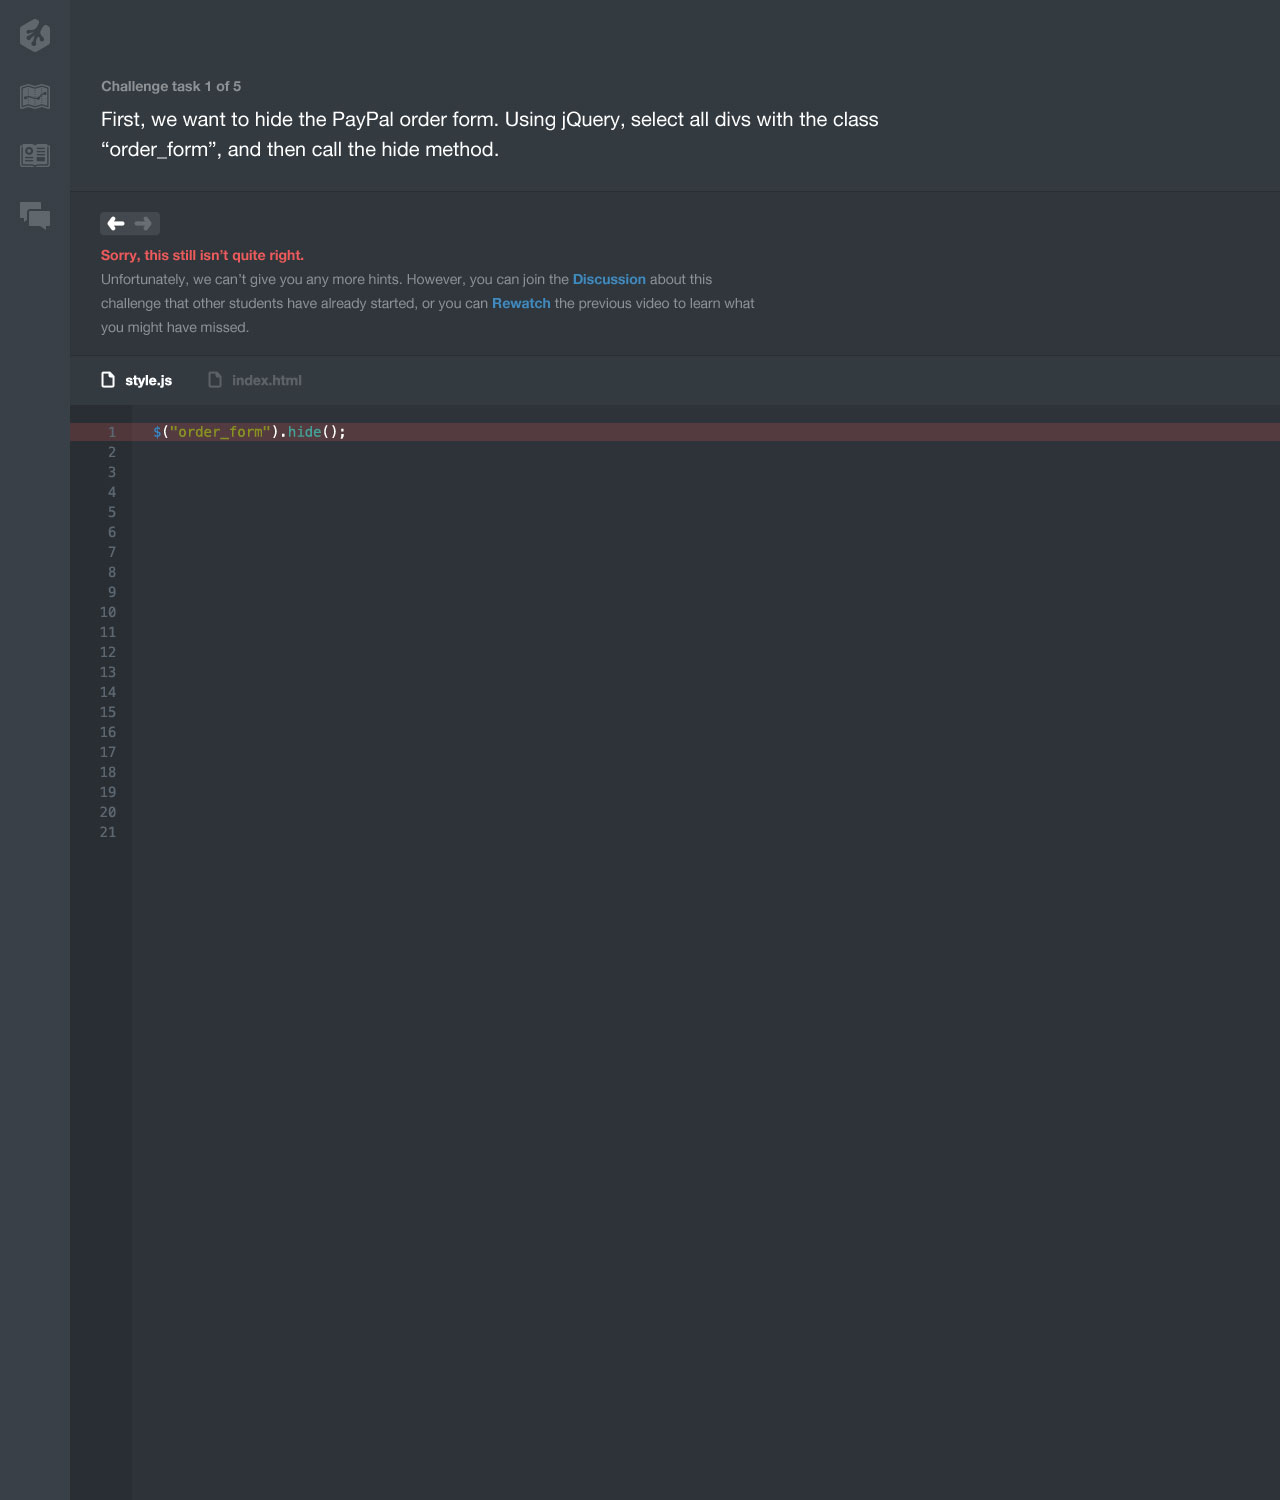 Challenge task 1 of 5
First, we want to hide the PayPal order form. Using jQuery, select all divs with the class
“order_form”, and then call the hide method.
Sorry, this still isn’t quite right.
Unfortunately, we can’t give you any more hints. However, you can join the Discussion about this
challenge that other students have already started, or you can Rewatch the previous video to learn what
you might have missed.
style.js index.html
1 $("order_form").hide();
2
3
4
5
6
7
8
9
10
11
12
13
14
15
16
17
18
19
20
21